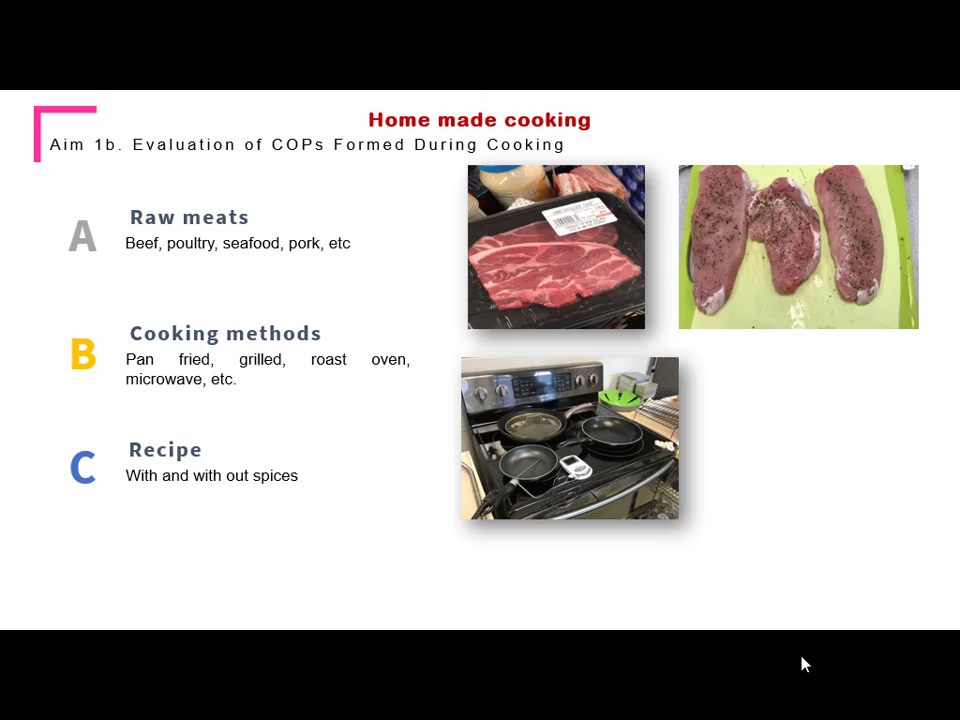 Home made cooking
Aim 1b. Evaluation of COPs Formed During Cooking
A
Raw meats
Beef, poultry, seafood, pork, etc
B
Cooking methods
Pan fried, grilled, roast oven,
microwave, etc.
C
Recipe
With and with out spices